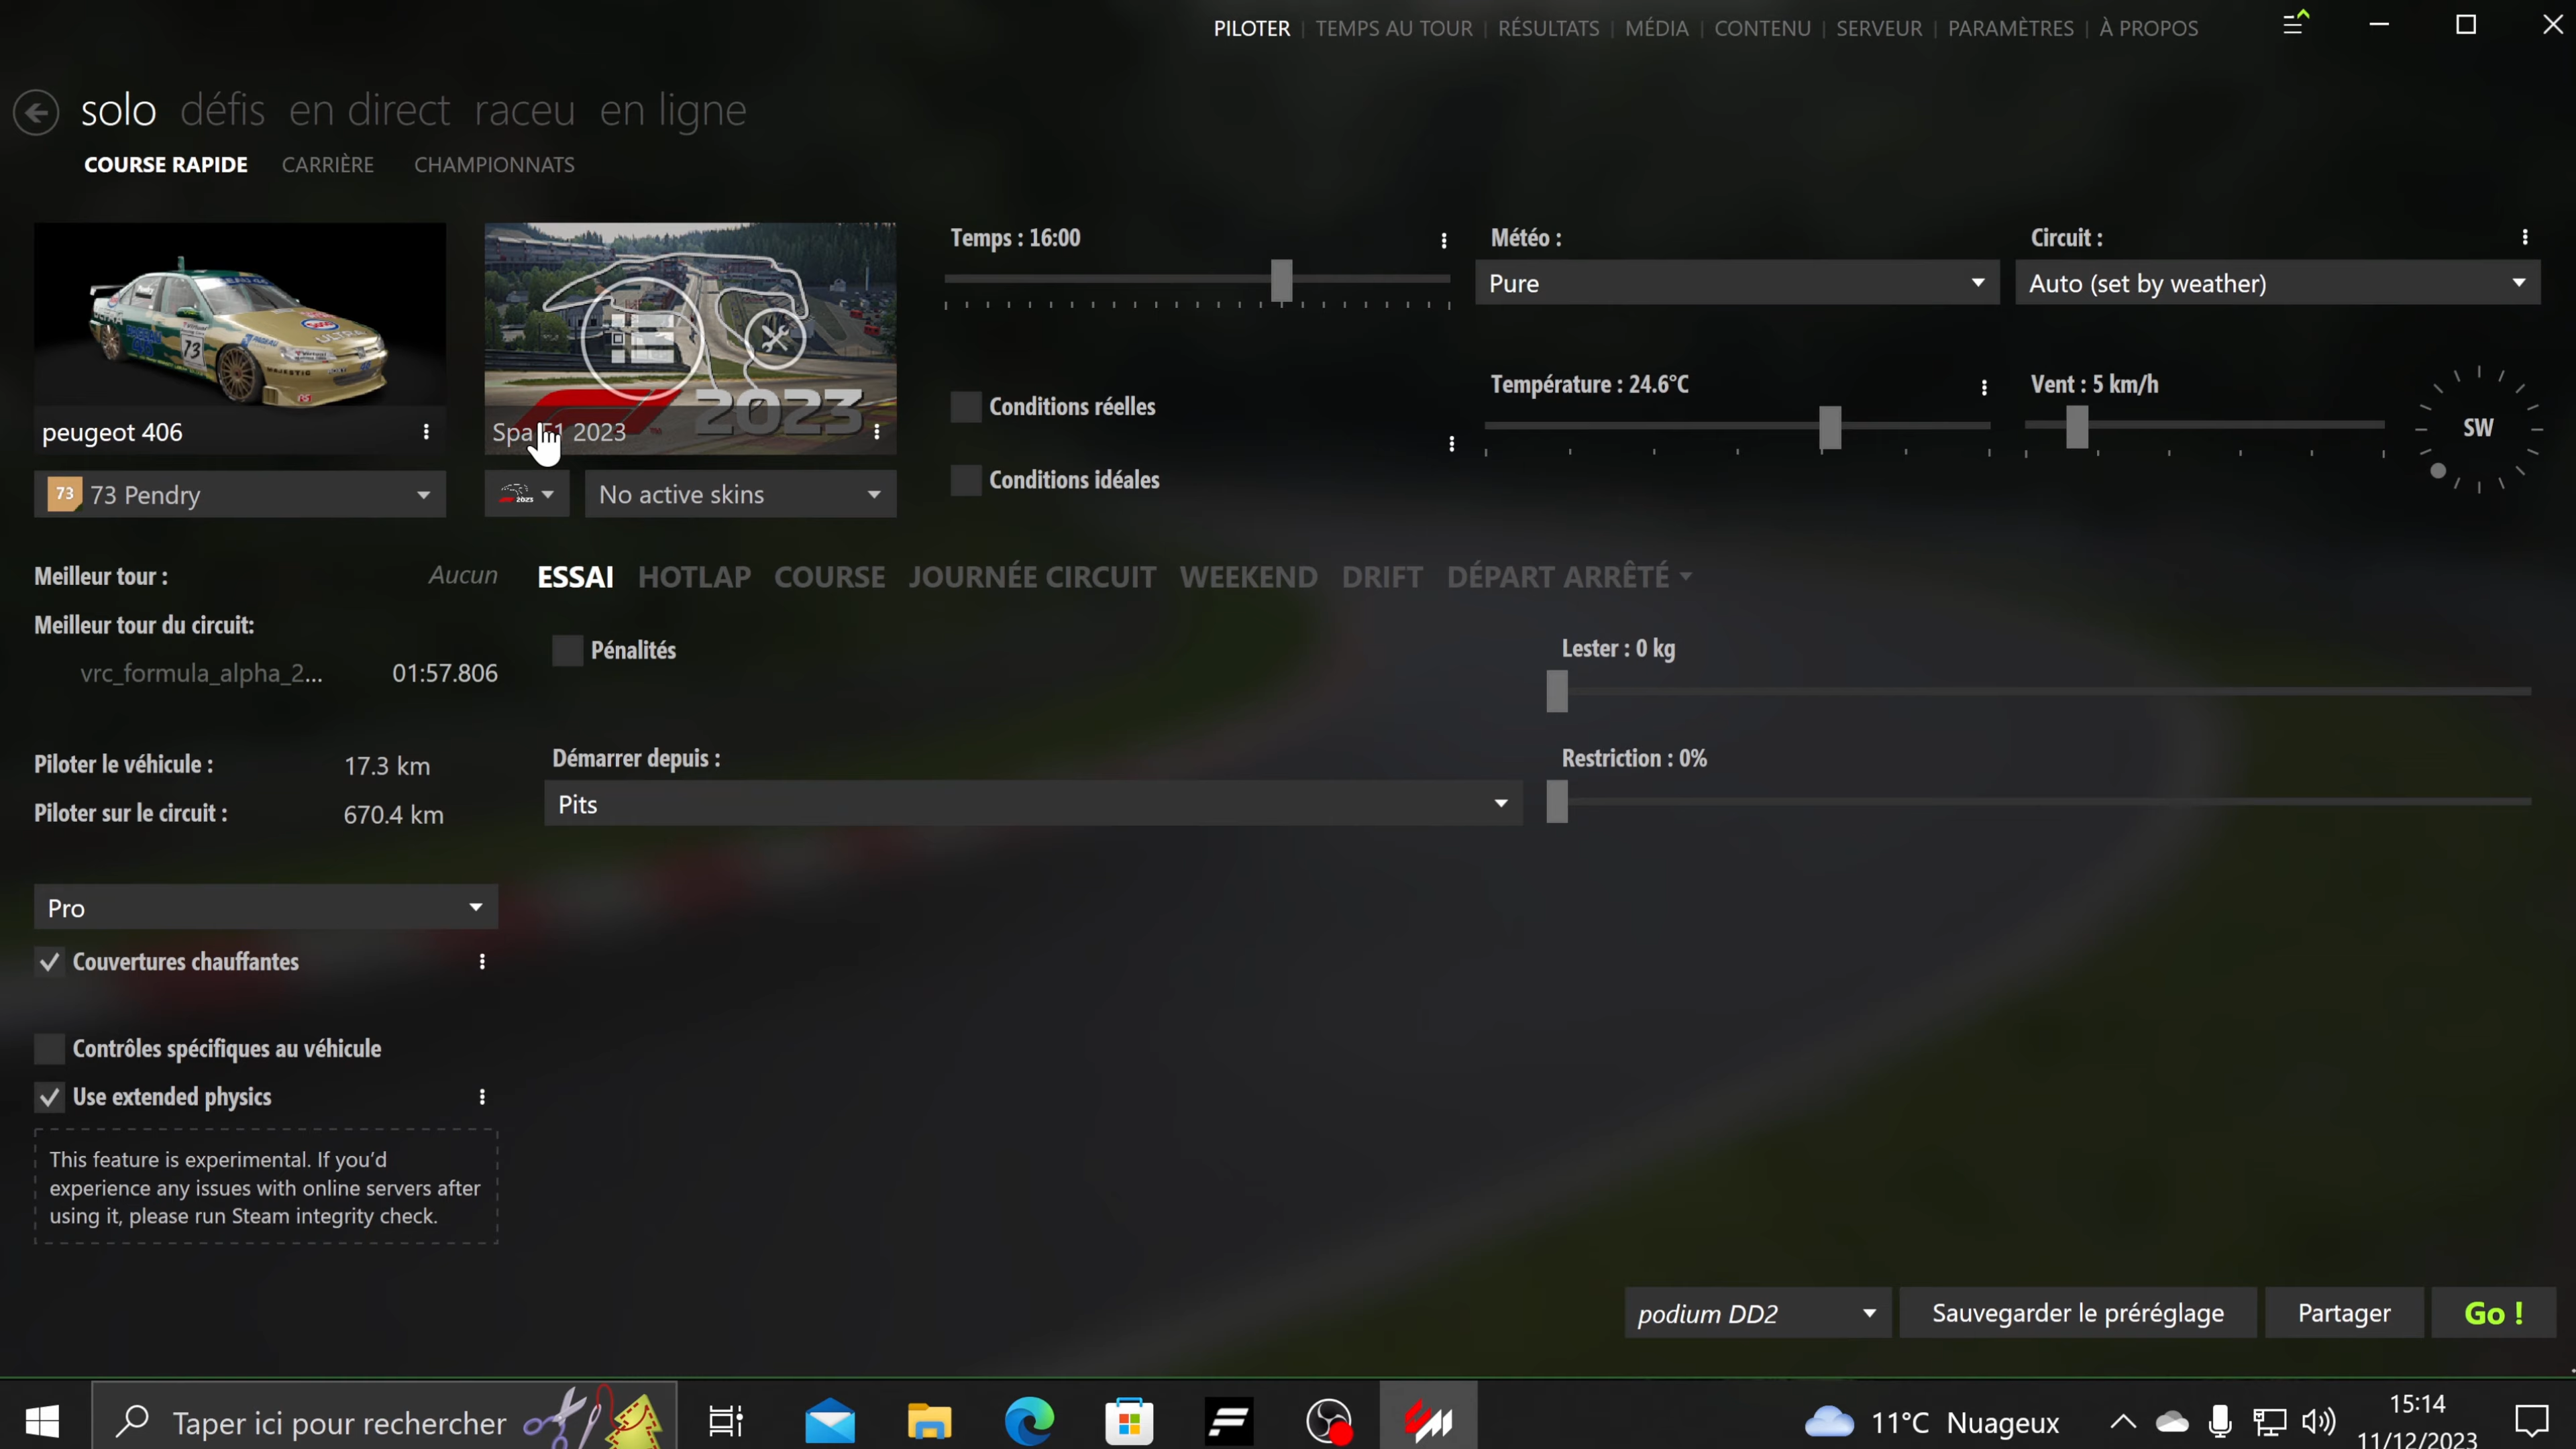 PILOTER | TEMPS AU TOUR | RÉSULTATS | MÉDIA | CONTENU | SERVEUR | PARAMÈTRES | À PROPOS
solo défis en direct raceu en ligne
COURSE RAPIDE CARRIÈRE CHAMPIONNATS
73
ULTRA
peugeot 406
2023
Spa F1 2023
73 73 Pendry
2023
No active skins
Temps : 16:00
Météo :
Pure
Circuit :
Auto (set by weather)
Conditions réelles
Conditions idéales
Température : 24.6°C
Vent : 5 km/h
SW
Meilleur tour : Aucun
Meilleur tour du circuit:
vrc_formula_alpha_2... 01:57.806
Piloter le véhicule : 17.3 km
Piloter sur le circuit : 670.4 km
Pro
Couvertures chauffantes
Contrôles spécifiques au véhicule
Use extended physics
This feature is experimental. If you’d
experience any issues with online servers after
using it, please run Steam integrity check.
ESSAI HOTLAP COURSE JOURNÉE CIRCUIT WEEKEND DRIFT DÉPART ARRÊTÉ
Pénalités
Démarrer depuis :
Pits
Lester : 0 kg
Restriction : 0%
podium DD2
Sauvegarder le préréglage
Partager
Go !
Taper ici pour rechercher
11°C Nuageux
15:14
11/12/2023